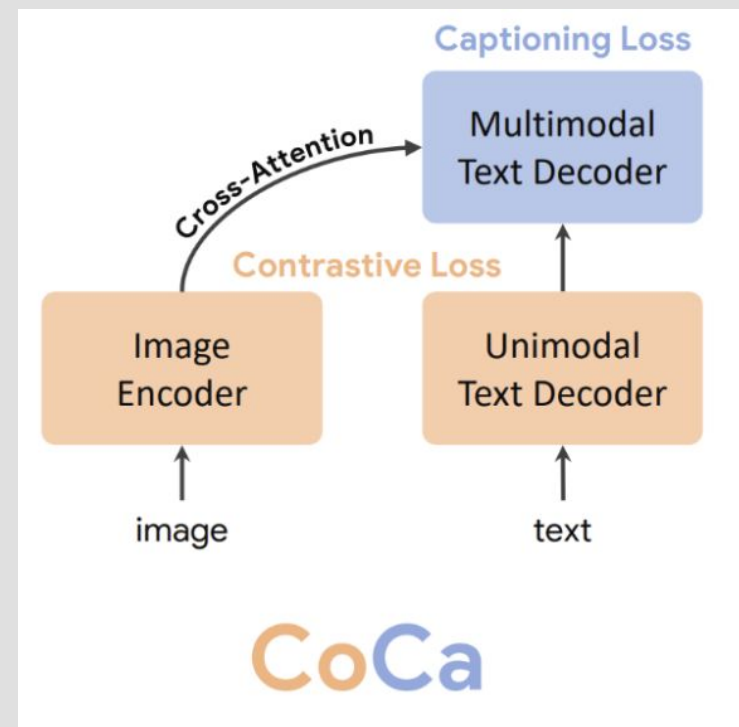 Captioning Loss
Multimodal
Text Decoder
Cross-Attention
Contrastive Loss
Image
Encoder
Unimodal
Text Decoder
image
text
CoCa